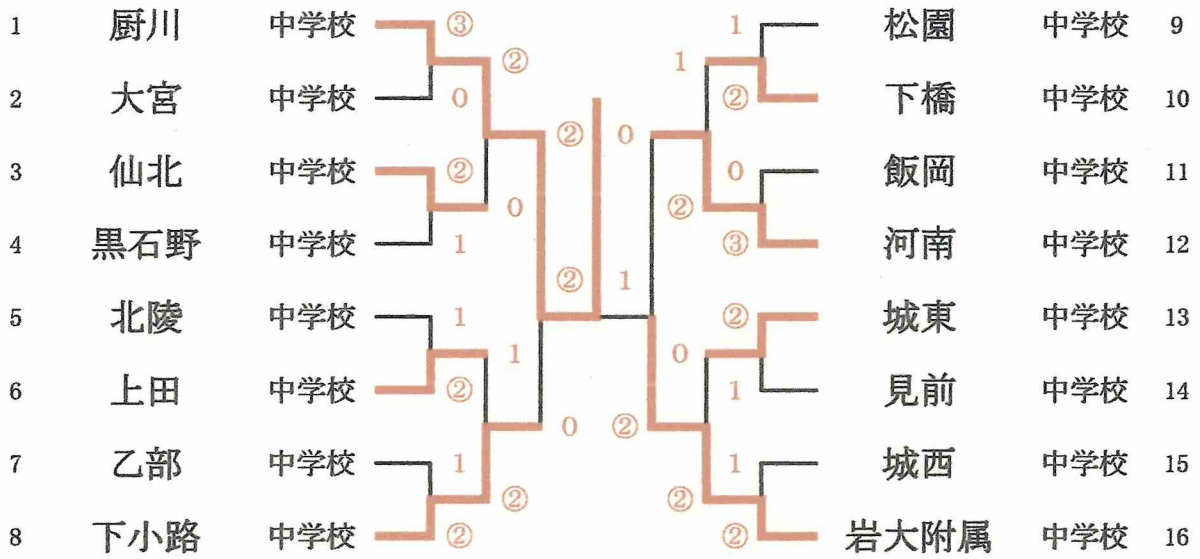 1 厨川 中学校 ③ 1 松園 中学校 9
② 1
2 大宮 中学校 0 ② 下橋 中学校 10
② 0
3 仙北 中学校 ② 0 飯岡 中学校 11
0 ②
4 黒石野 中学校 1 ③ 河南 中学校 12
② 1
5 北陵 中学校 1 ② 城東 中学校 13
1 0
6 上田 中学校 ② 1 見前 中学校 14
0 ②
7 乙部 中学校 1 1 城西 中学校 15
② ②
8 下小路 中学校 ② ② 岩大附属 中学校 16